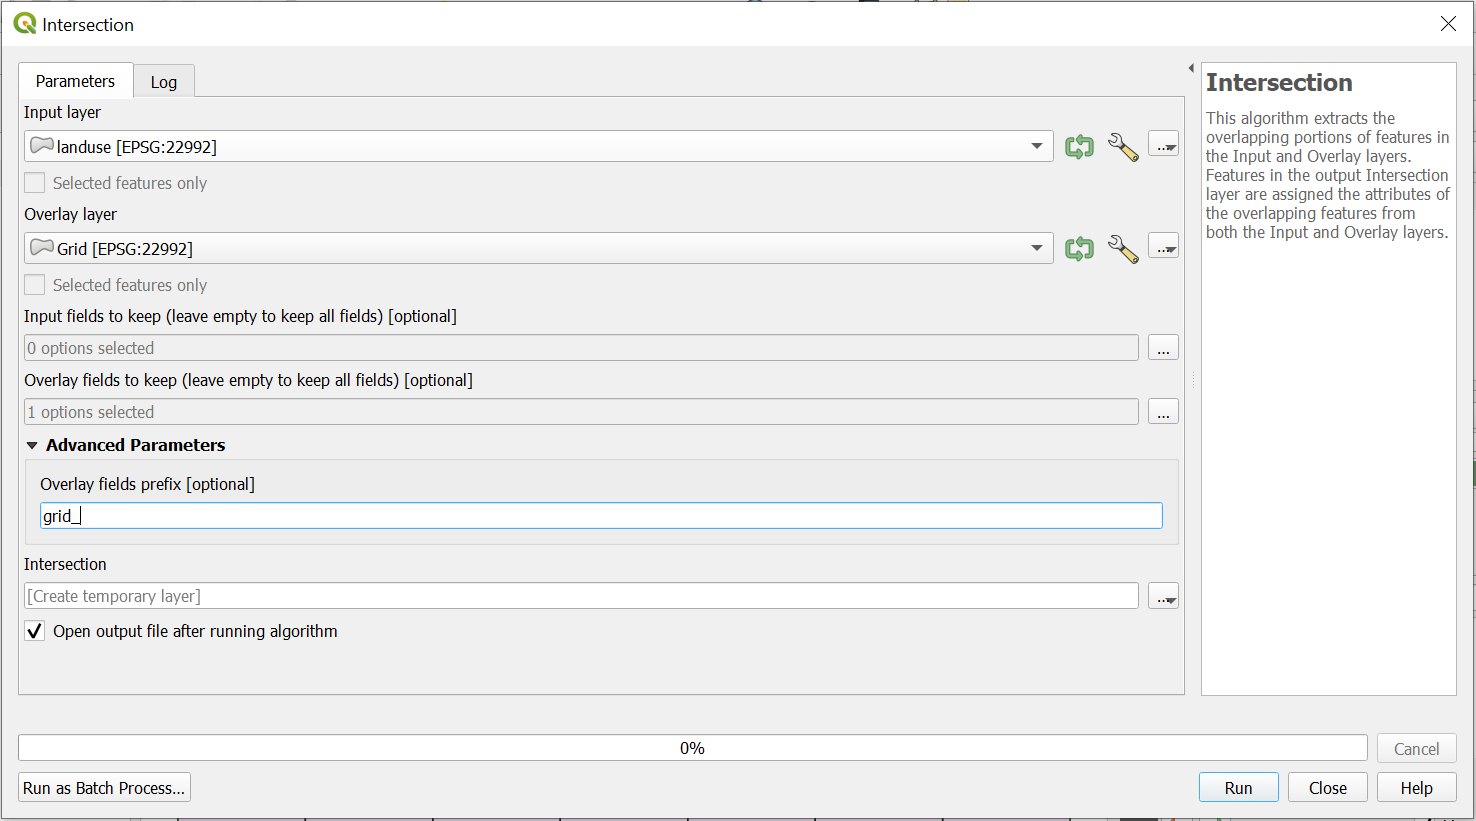 Intersection
Parameters
Log
Input layer
landuse [EPSG:22992]
...
Selected features only
Overlay layer
Grid [EPSG:22992]
...
Selected features only
Input fields to keep (leave empty to keep all fields) [optional]
0 options selected
...
Overlay fields to keep (leave empty to keep all fields) [optional]
1 options selected
...
Advanced Parameters
Overlay fields prefix [optional]
grid_
Intersection
[Create temporary layer]
...
Open output file after running algorithm
Intersection
This algorithm extracts the
overlapping portions of features in
the Input and Overlay layers.
Features in the output Intersection
layer are assigned the attributes of
the overlapping features from
both the Input and Overlay layers.
0%
Cancel
Run as Batch Process...
Run
Close
Help